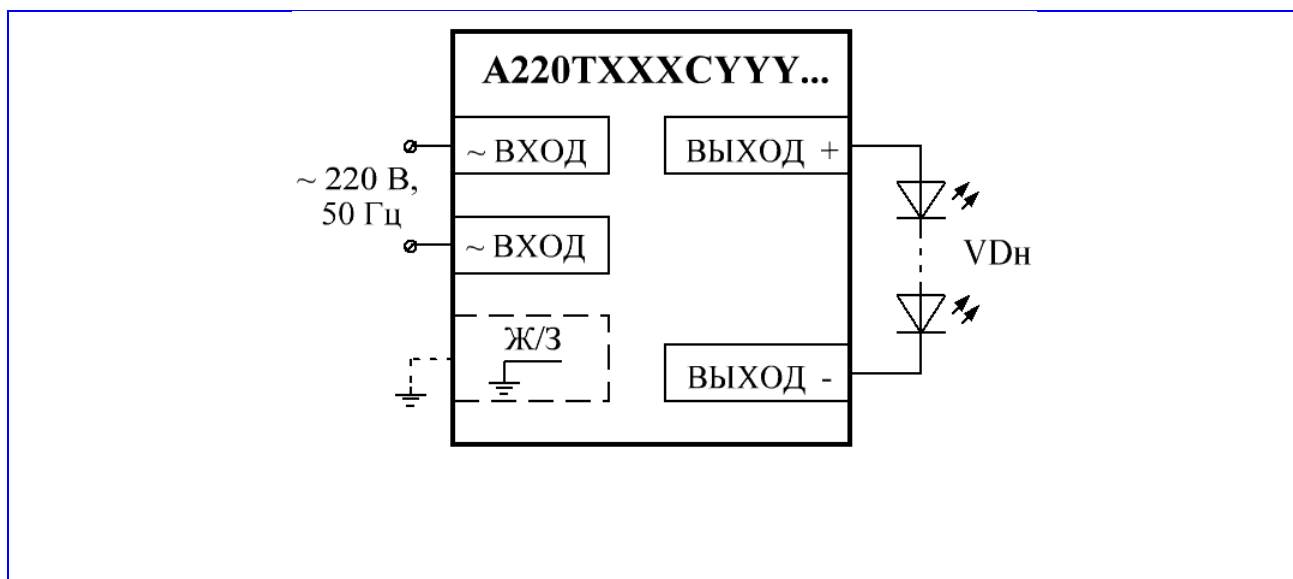 A220TXXXCYYY...
~ ВХОД
ВЫХОД +
~ 220 В,
50 Гц
~ ВХОД
VDн
Ж/З
ВЫХОД -